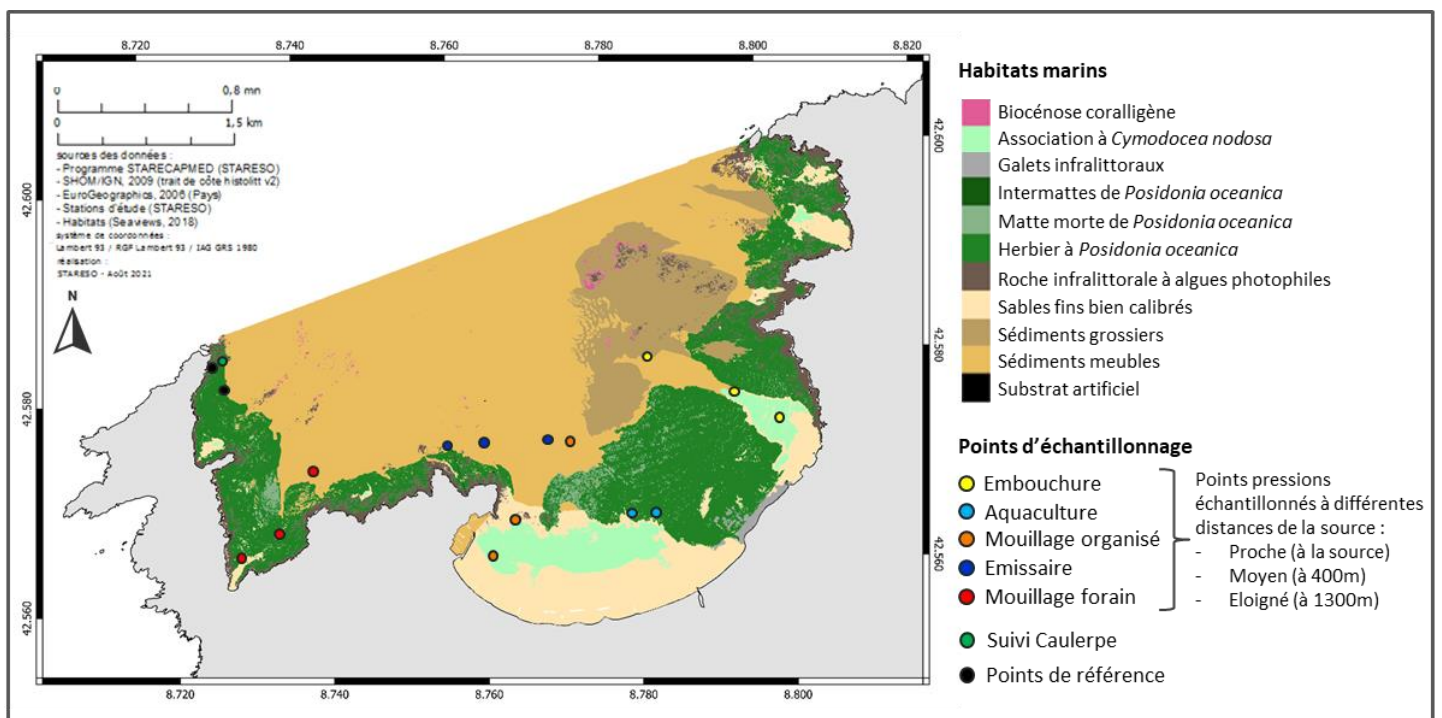 8.720 8.740 8.760 8.780 8.800 8.820
0 0,8 mn
0 1,5 km
sources des données :
- Programme STARECAPMED (STARESO)
- SHOM/IGN, 2009 (trait de côte histolitt v2)
- EuroGeographics, 2006 (Pays)
- Stations d'étude (STARESO)
- Habitats (Seaviews, 2018)
système de coordonnées :
Lambert 93 / RGF Lambert 93 / IAG GRS 1980
réalisation :
STARESO - Août 2021
N
42.600
42.580
42.560
42.600
42.580
42.560
8.720 8.740 8.760 8.780 8.800
Habitats marins
Biocénose coralligène
Association à Cymodocea nodosa
Galets infralittoraux
Intermattes de Posidonia oceanica
Matte morte de Posidonia oceanica
Herbier à Posidonia oceanica
Roche infralittorale à algues photophiles
Sables fins bien calibrés
Sédiments grossiers
Sédiments meubles
Substrat artificiel
Points d'échantillonnage
Embouchure
Aquaculture
Mouillage organisé
Emissaire
Mouillage forain
Suivi Caulerpe
Points de référence
Points pressions
échantillonnés à différentes
distances de la source :
- Proche (à la source)
- Moyen (à 400m)
- Eloigné (à 1300m)